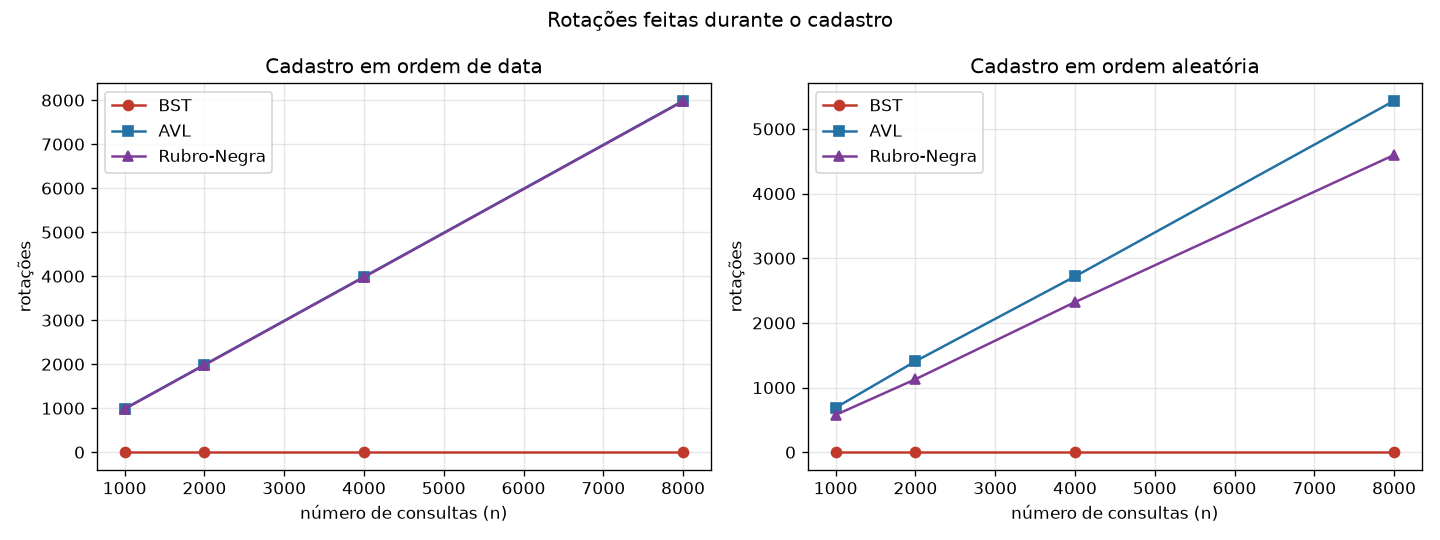 Rotações feitas durante o cadastro
Cadastro em ordem de data
8000
7000
6000
5000
4000
3000
2000
1000
0
rotações
BST
AVL
Rubro-Negra
1000 2000 3000 4000 5000 6000 7000 8000
número de consultas (n)
Cadastro em ordem aleatória
5000
4000
3000
2000
1000
0
rotações
BST
AVL
Rubro-Negra
1000 2000 3000 4000 5000 6000 7000 8000
número de consultas (n)